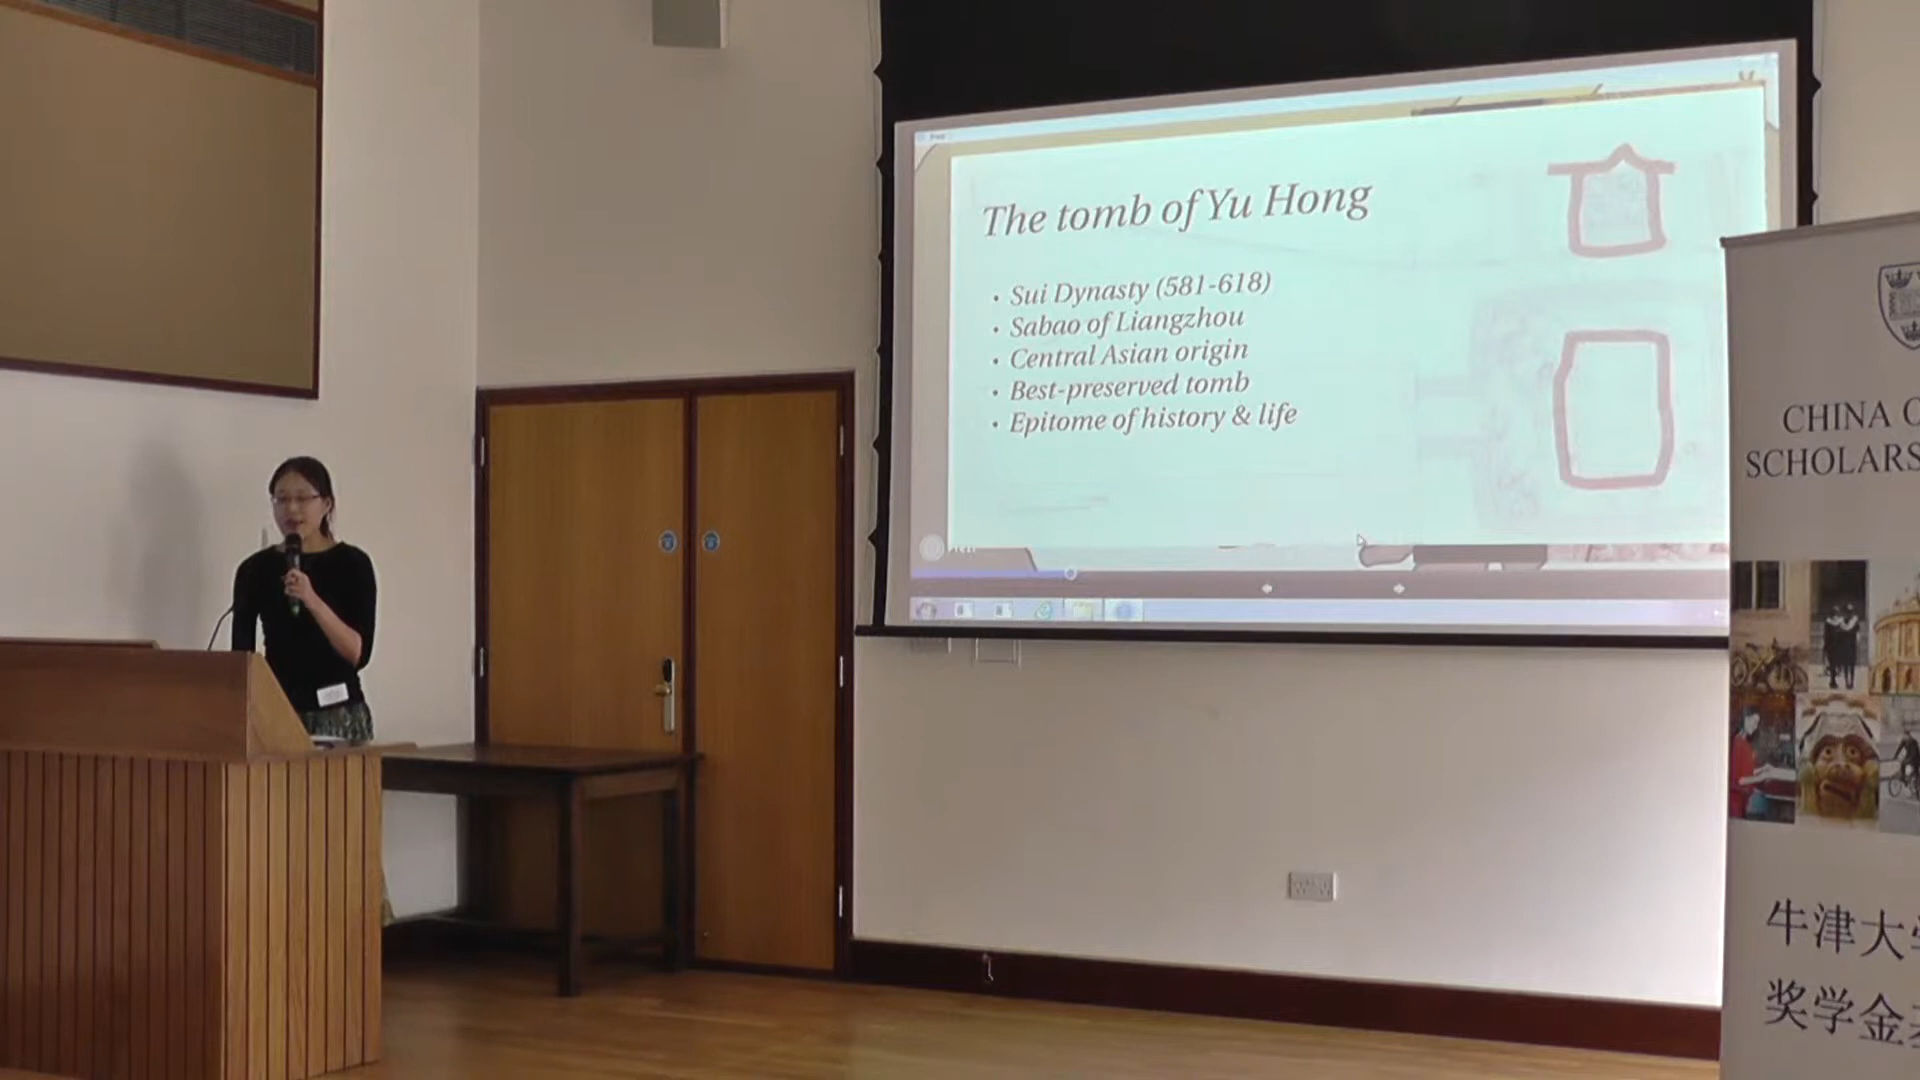 The tomb of Yu Hong
• Sui Dynasty (581-618)
• Sabao of Liangzhou
• Central Asian origin
• Best-preserved tomb
• Epitome of history & life
CHINA
SCHOLARS
牛津大
奖学金